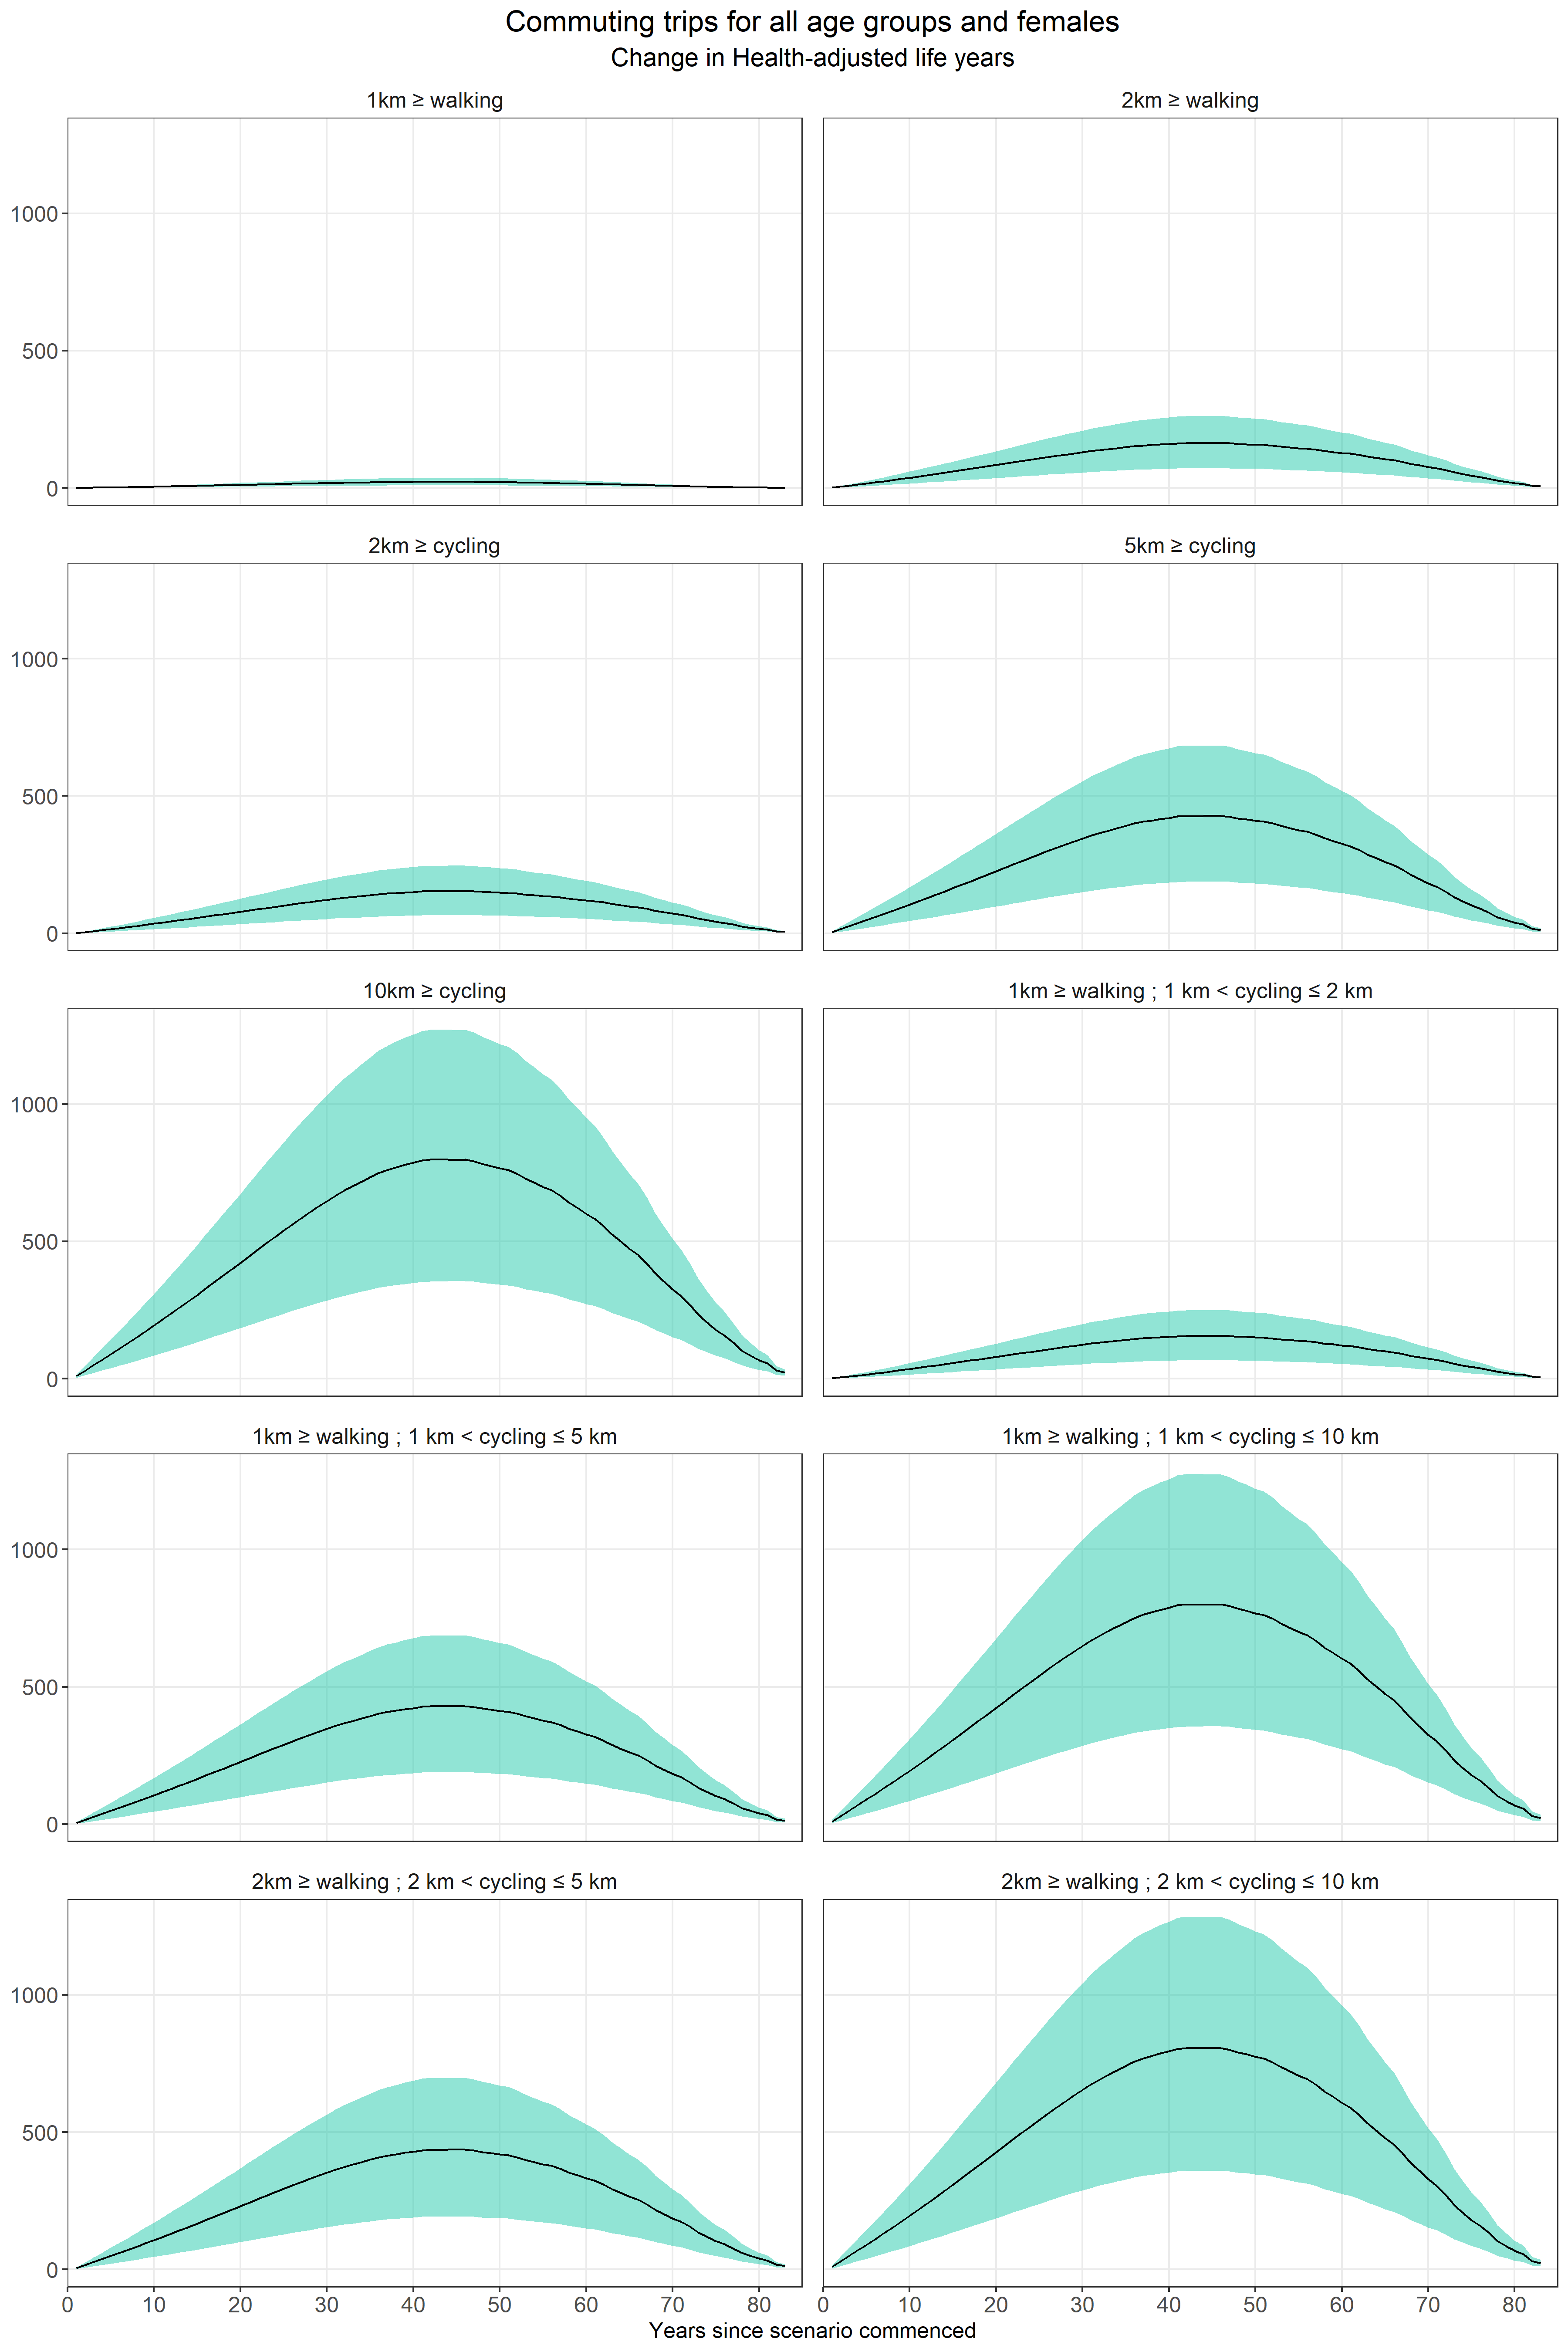 Commuting trips for all age groups and females
Change in Health-adjusted life years
1km ≥ walking
2km ≥ walking
1000
500
0
2km ≥ cycling
5km ≥ cycling
1000
500
0
10km ≥ cycling
1km ≥ walking ; 1 km < cycling ≤ 2 km
1000
500
0
1km ≥ walking ; 1 km < cycling ≤ 5 km
1km ≥ walking ; 1 km < cycling ≤ 10 km
1000
500
0
2km ≥ walking ; 2 km < cycling ≤ 5 km
2km ≥ walking ; 2 km < cycling ≤ 10 km
1000
500
0
0 10 20 30 40 50 60 70 80
0 10 20 30 40 50 60 70 80
Years since scenario commenced